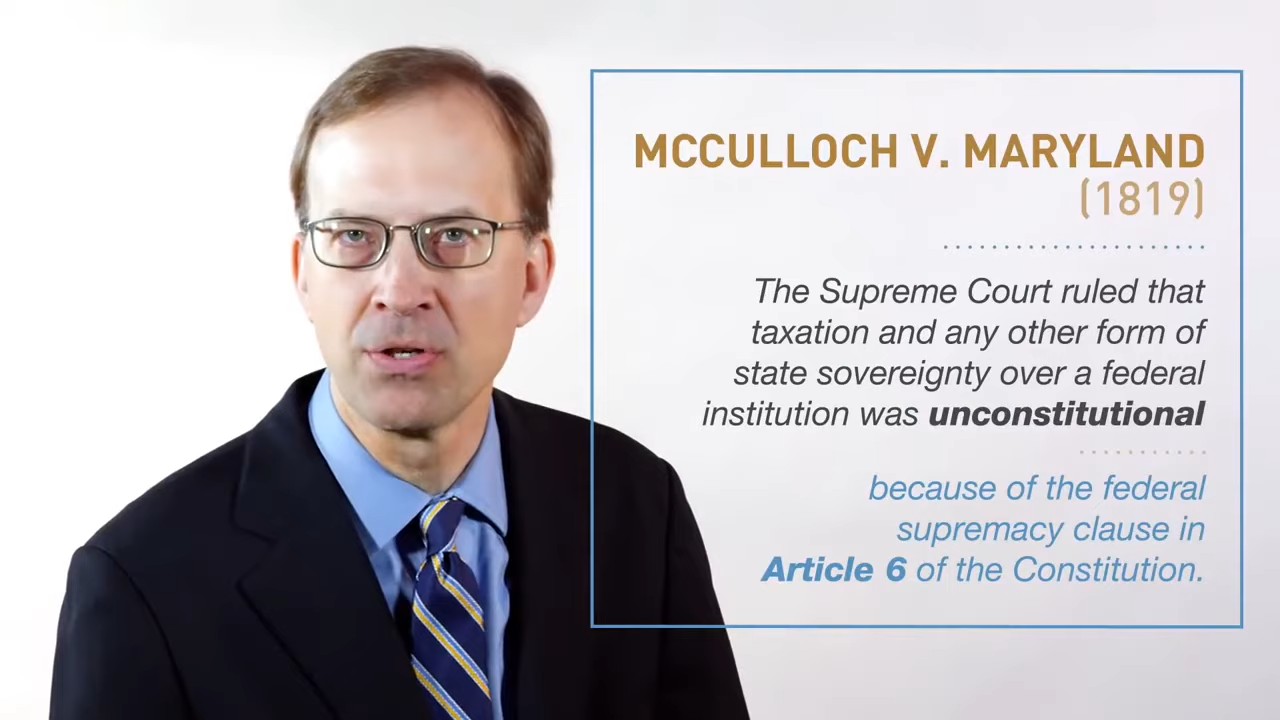 MCCULLOCH V. MARYLAND
(1819)
The Supreme Court ruled that
taxation and any other form of
state sovereignty over a federal
institution was unconstitutional
because of the federal
supremacy clause in
Article 6 of the Constitution.